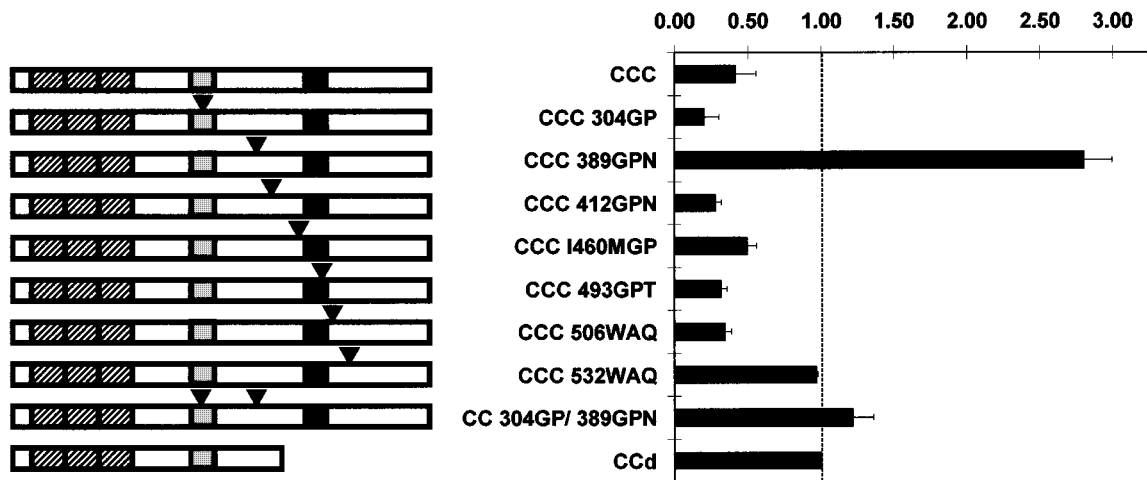 0.00 0.50 1.00 1.50 2.00 2.50 3.00
CCC
CCC 304GP
CCC 389GPN
CCC 412GPN
CCC I460MGP
CCC 493GPT
CCC 506WAQ
CCC 532WAQ
CC 304GP/ 389GPN
CCd